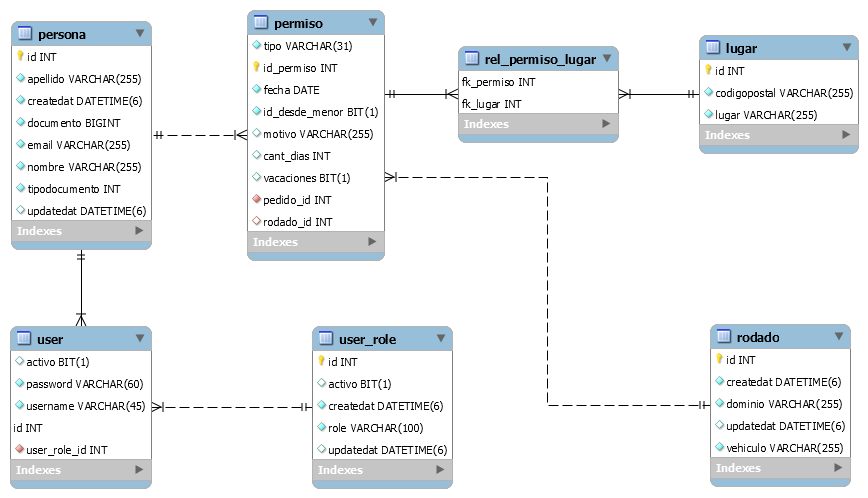 persona
id INT
apellido VARCHAR(255)
createdat DATETIME(6)
documento BIGINT
email VARCHAR(255)
nombre VARCHAR(255)
tipodocumento INT
updatedat DATETIME(6)
Indexes
permiso
tipo VARCHAR(31)
id_permiso INT
fecha DATE
id_desde_menor BIT(1)
motivo VARCHAR(255)
cant_dias INT
vacaciones BIT(1)
pedido_id INT
rodado_id INT
Indexes
rel_permiso_lugar
fk_permiso INT
fk_lugar INT
Indexes
lugar
id INT
codigopostal VARCHAR(255)
lugar VARCHAR(255)
Indexes
user
activo BIT(1)
password VARCHAR(60)
username VARCHAR(45)
id INT
user_role_id INT
Indexes
user_role
id INT
activo BIT(1)
createdat DATETIME(6)
role VARCHAR(100)
updatedat DATETIME(6)
Indexes
rodado
id INT
createdat DATETIME(6)
dominio VARCHAR(255)
updatedat DATETIME(6)
vehiculo VARCHAR(255)
Indexes